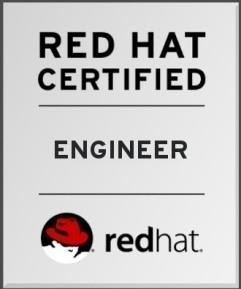 RED HAT
CERTIFIED
ENGINEER
redhat.